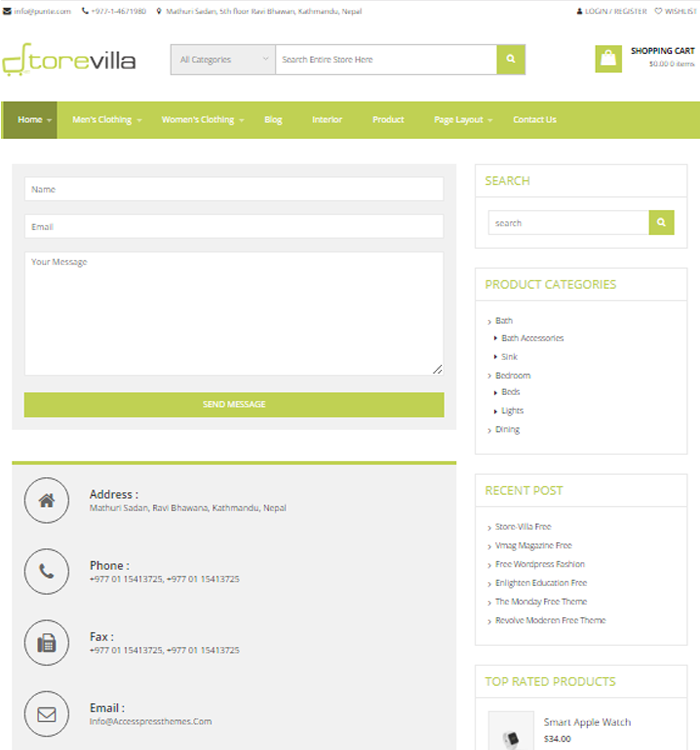 info@punte.com +977-1-4671980 Mathuri Sadan, 5th floor Ravi Bhawan, Kathmandu, Nepal LOGIN / REGISTER WISHLIST
storevilla
All Categories Search Entire Store Here
SHOPPING CART
$0.00 0 items
Home Men's Clothing Women's Clothing Blog Interior Product Page Layout Contact Us
Name
Email
Your Message
SEND MESSAGE
Address :
Mathuri Sadan, Ravi Bhawana, Kathmandu, Nepal
Phone :
+977 01 15413725, +977 01 15413725
Fax :
+977 01 15413725, +977 01 15413725
Email :
Info@Accesspressthemes.Com
SEARCH
search
PRODUCT CATEGORIES
Bath
Bath Accessories
Sink
Bedroom
Beds
Lights
Dining
RECENT POST
Store-Villa Free
Vmag Magazine Free
Free Wordpress Fashion
Enlighten Education Free
The Monday Free Theme
Revolve Moderen Free Theme
TOP RATED PRODUCTS
Smart Apple Watch
$34.00